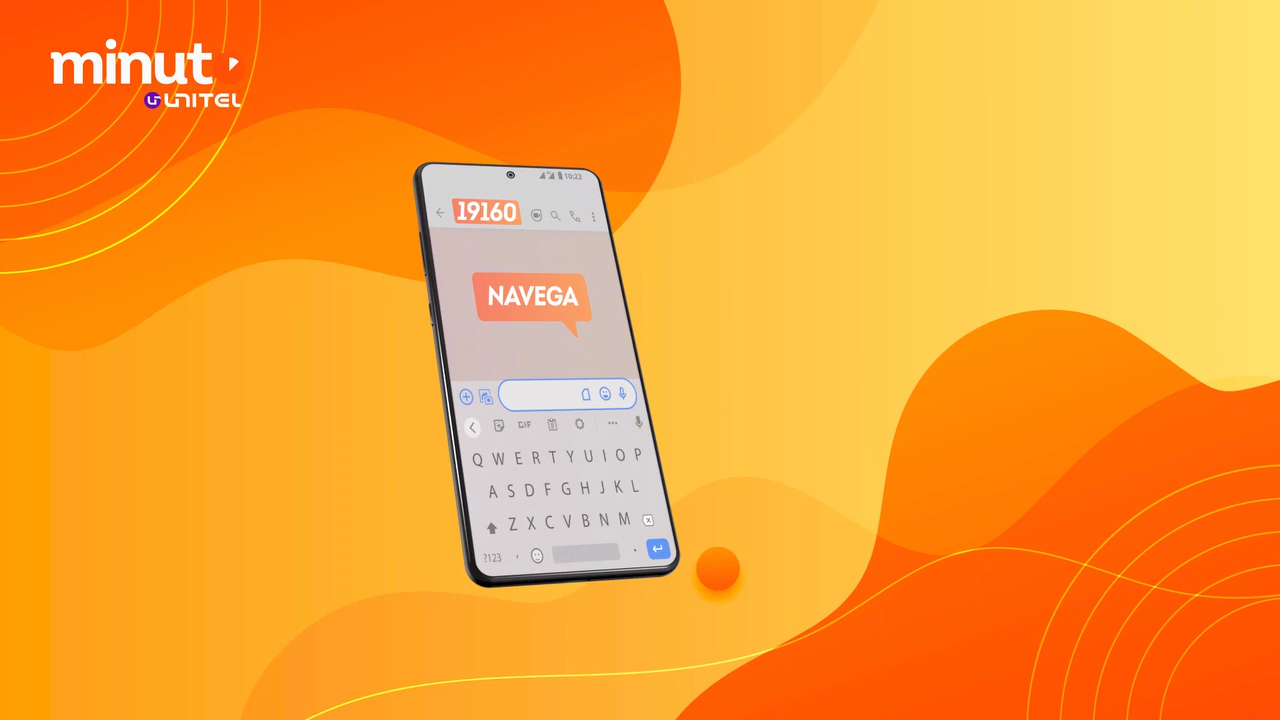 minut
UNITEL
10:22
19160
NAVEGA
GIF
Q W E R T Y U I O P
A S D F G H J K L
Z X C V B N M
?123 , .